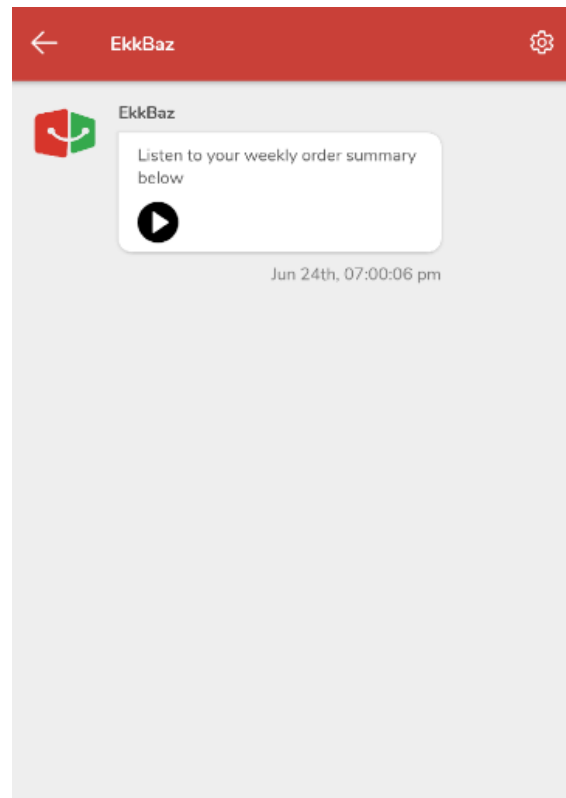 EkkBaz
EkkBaz
Listen to your weekly order summary
below
Jun 24th, 07:00:06 pm